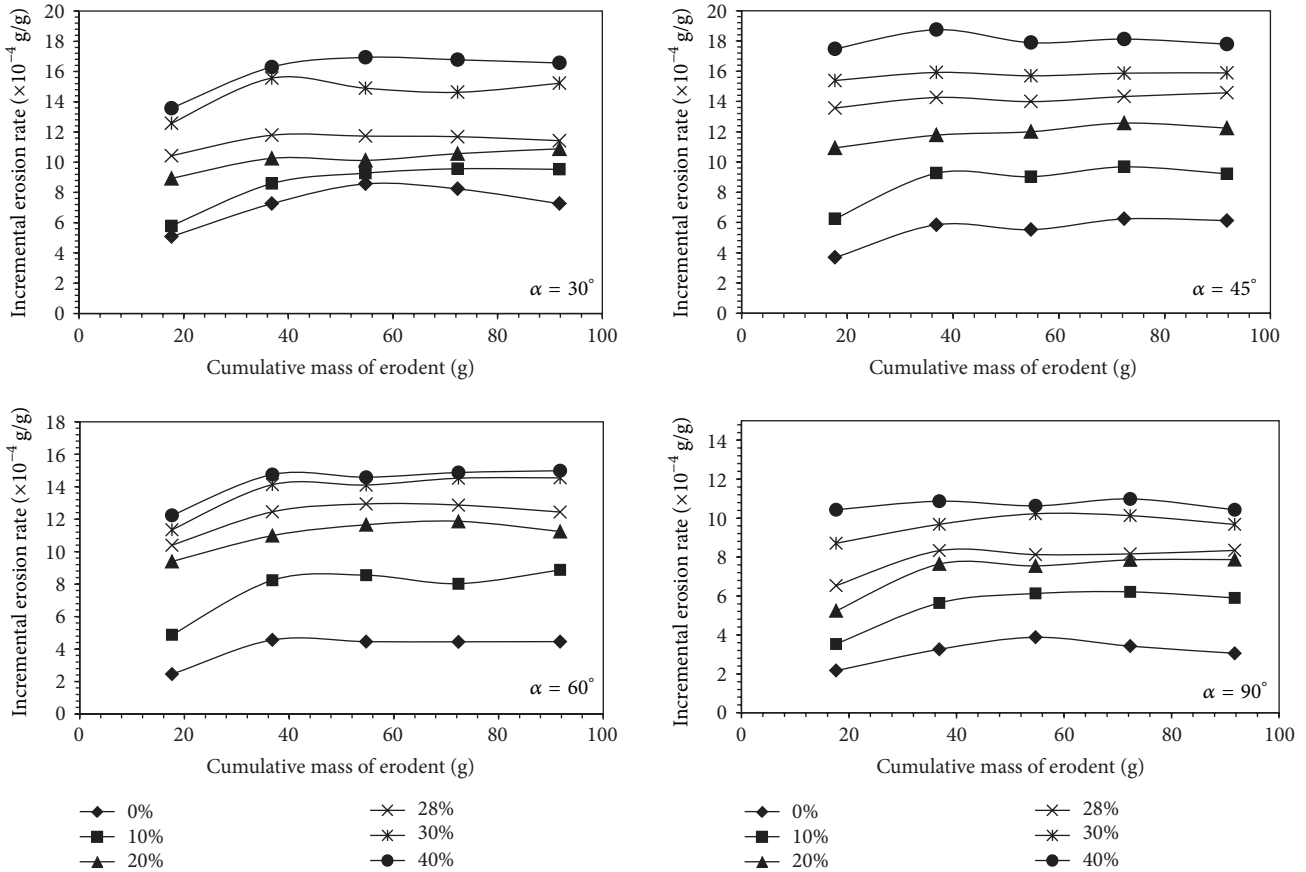 Incremental erosion rate (×10⁻⁴ g/g)
20
18
16
14
12
10
8
6
4
2
0
0 20 40 60 80 100
α = 30°
Cumulative mass of erodent (g)
Incremental erosion rate (×10⁻⁴ g/g)
20
18
16
14
12
10
8
6
4
2
0
0 20 40 60 80 100
α = 45°
Cumulative mass of erodent (g)
Incremental erosion rate (×10⁻⁴ g/g)
18
16
14
12
10
8
6
4
2
0
0 20 40 60 80 100
α = 60°
Cumulative mass of erodent (g)
Incremental erosion rate (×10⁻⁴ g/g)
14
12
10
8
6
4
2
0
0 20 40 60 80 100
α = 90°
Cumulative mass of erodent (g)
0% 28%
10% 30%
20% 40%
0% 28%
10% 30%
20% 40%